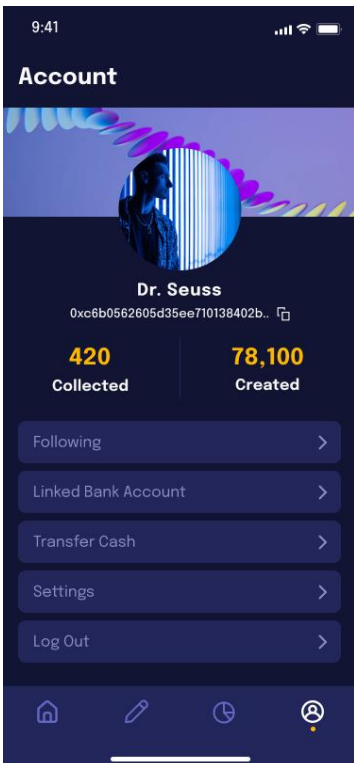 9:41
Account
Dr. Seuss
0xc6b0562605d35ee710138402b..
420 78,100
Collected Created
Following
Linked Bank Account
Transfer Cash
Settings
Log Out